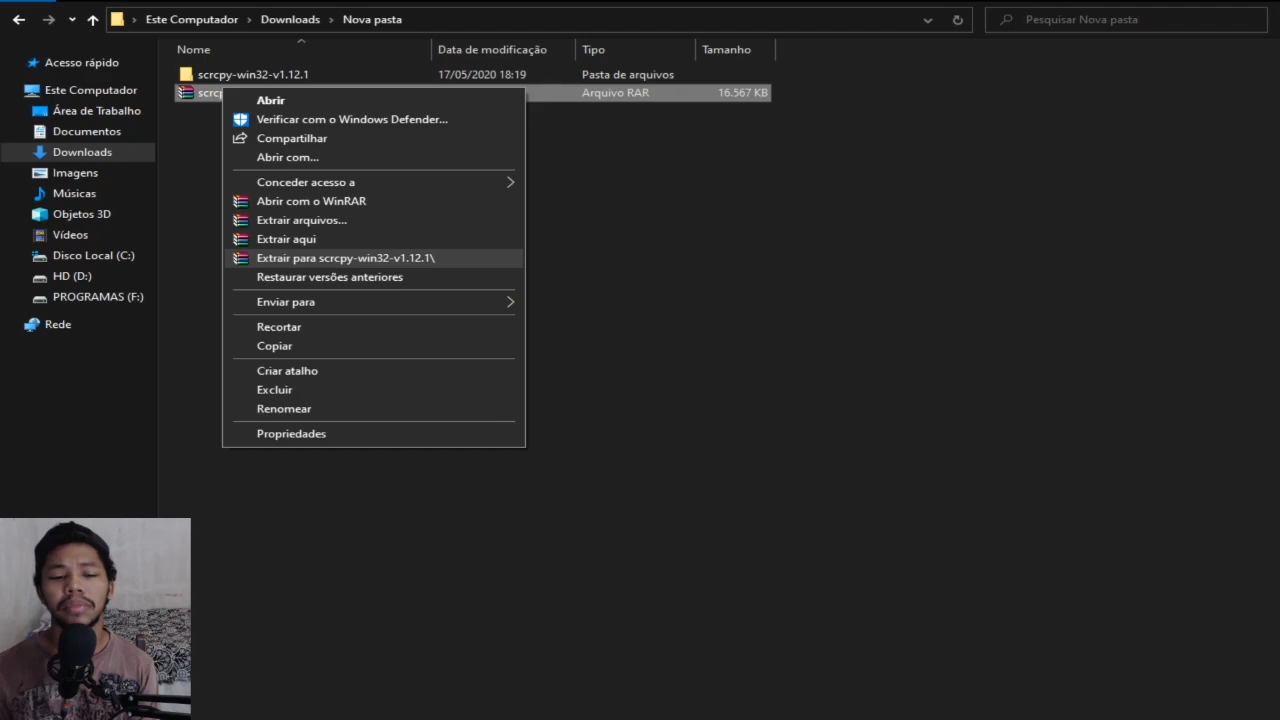 Este Computador > Downloads > Nova pasta
Pesquisar Nova pasta
Nome Data de modificação Tipo Tamanho
Acesso rápido
Este Computador
Área de Trabalho
Documentos
Downloads
Imagens
Músicas
Objetos 3D
Vídeos
Disco Local (C:)
HD (D:)
PROGRAMAS (F:)
Rede
scrcpy-win32-v1.12.1 17/05/2020 18:19 Pasta de arquivos
Arquivo RAR 16.567 KB
Abrir
Verificar com o Windows Defender...
Compartilhar
Abrir com...
Conceder acesso a
Abrir com o WinRAR
Extrair arquivos...
Extrair aqui
Extrair para scrcpy-win32-v1.12.1\
Restaurar versões anteriores
Enviar para
Recortar
Copiar
Criar atalho
Excluir
Renomear
Propriedades